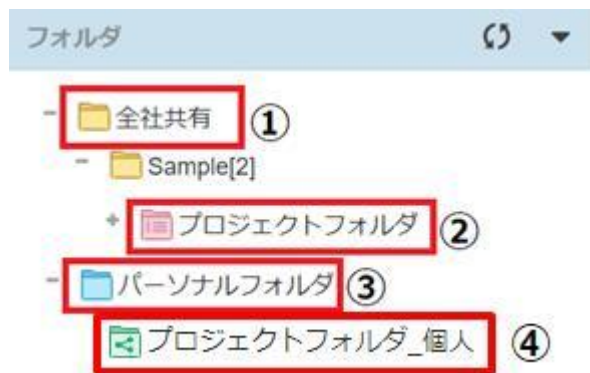 フォルダ
全社共有 ①
Sample[2]
プロジェクトフォルダ ②
パーソナルフォルダ ③
プロジェクトフォルダ_個人 ④